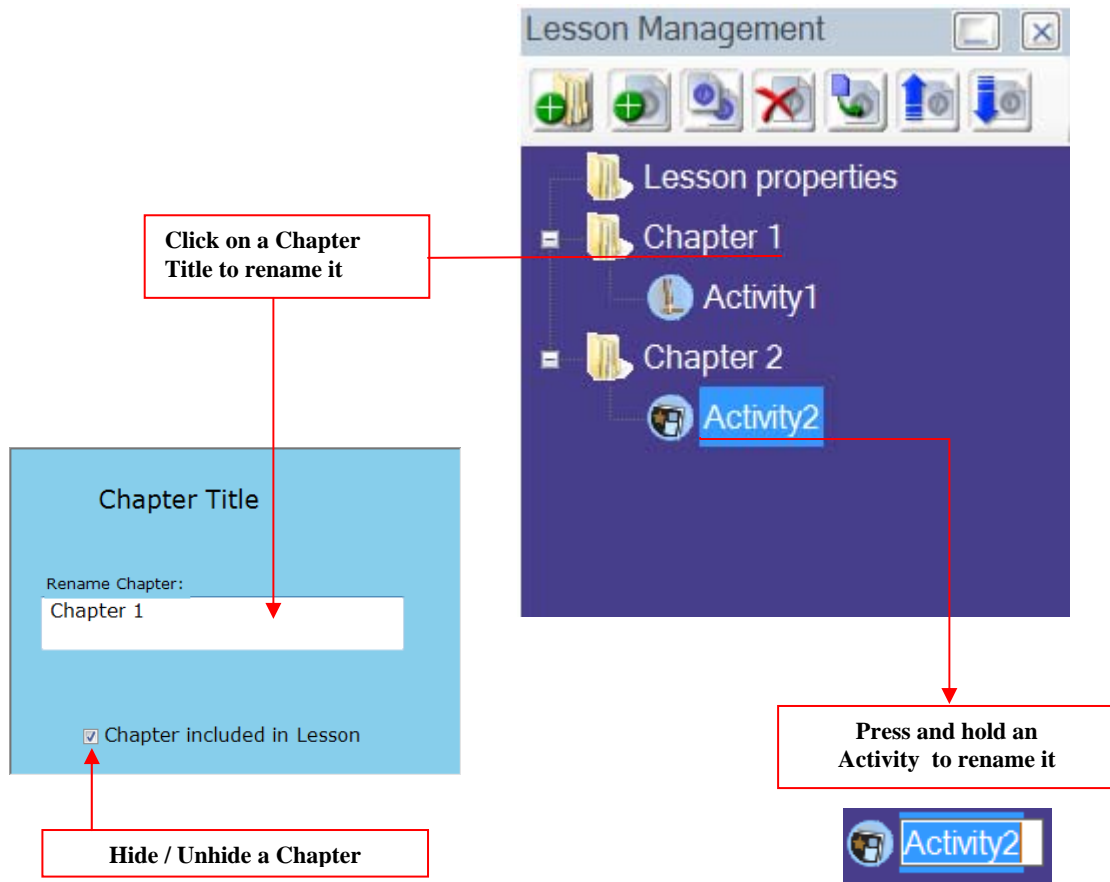 Lesson Management
Lesson properties
Click on a Chapter
Title to rename it
Chapter 1
Activity1
Chapter 2
Activity2
Chapter Title
Rename Chapter:
Chapter 1
Chapter included in Lesson
Press and hold an
Activity to rename it
Hide / Unhide a Chapter
Activity2